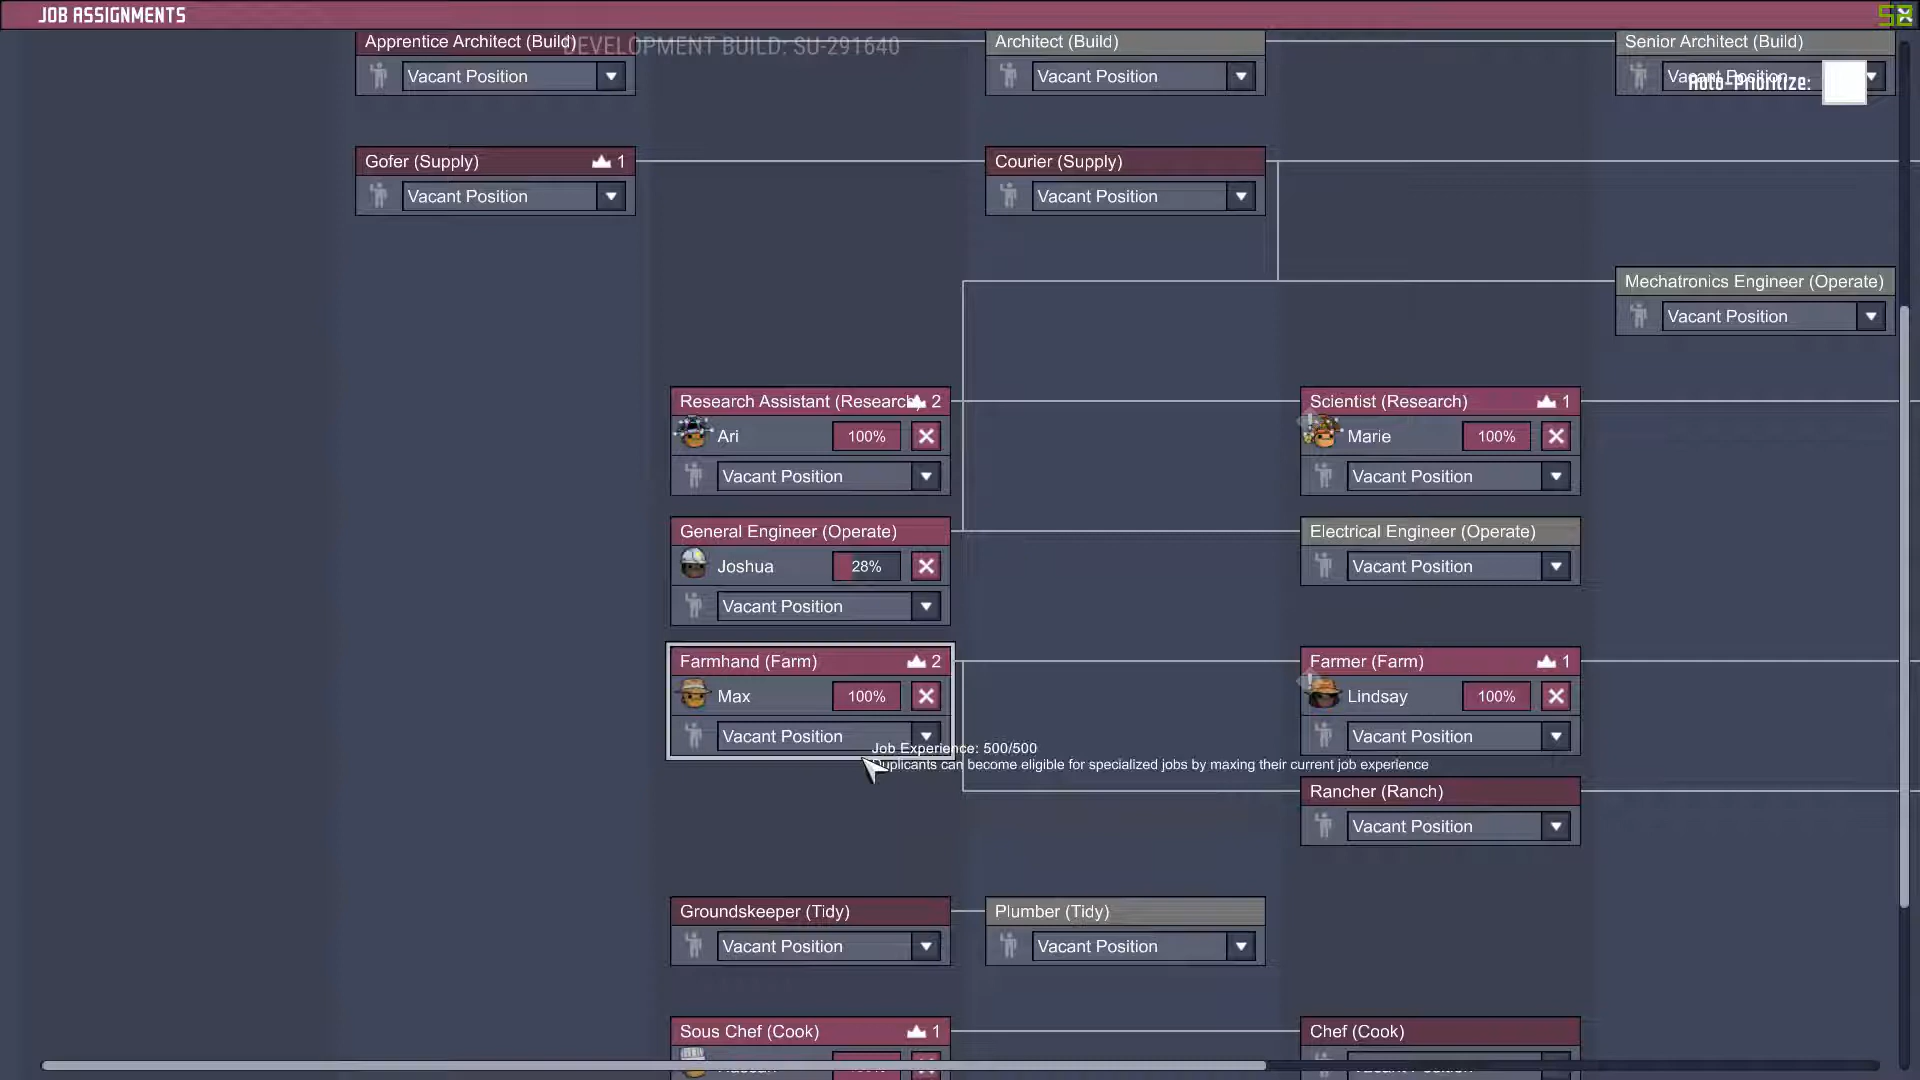 JOB ASSIGNMENTS
58
DEVELOPMENT BUILD: SU-291640
Apprentice Architect (Build)
Vacant Position
Architect (Build)
Vacant Position
Senior Architect (Build)
Vacant Position
Auto-Prioritize:
Gofer (Supply) 1
Vacant Position
Courier (Supply)
Vacant Position
Mechatronics Engineer (Operate)
Vacant Position
Research Assistant (Research) 2
Ari 100%
Vacant Position
Scientist (Research) 1
Marie 100%
Vacant Position
General Engineer (Operate)
Joshua 28%
Vacant Position
Electrical Engineer (Operate)
Vacant Position
Farmhand (Farm) 2
Max 100%
Vacant Position
Farmer (Farm) 1
Lindsay 100%
Vacant Position
Job Experience: 500/500
Duplicants can become eligible for specialized jobs by maxing their current job experience
Rancher (Ranch)
Vacant Position
Groundskeeper (Tidy)
Vacant Position
Plumber (Tidy)
Vacant Position
Sous Chef (Cook) 1
Chef (Cook)
Vacant Position